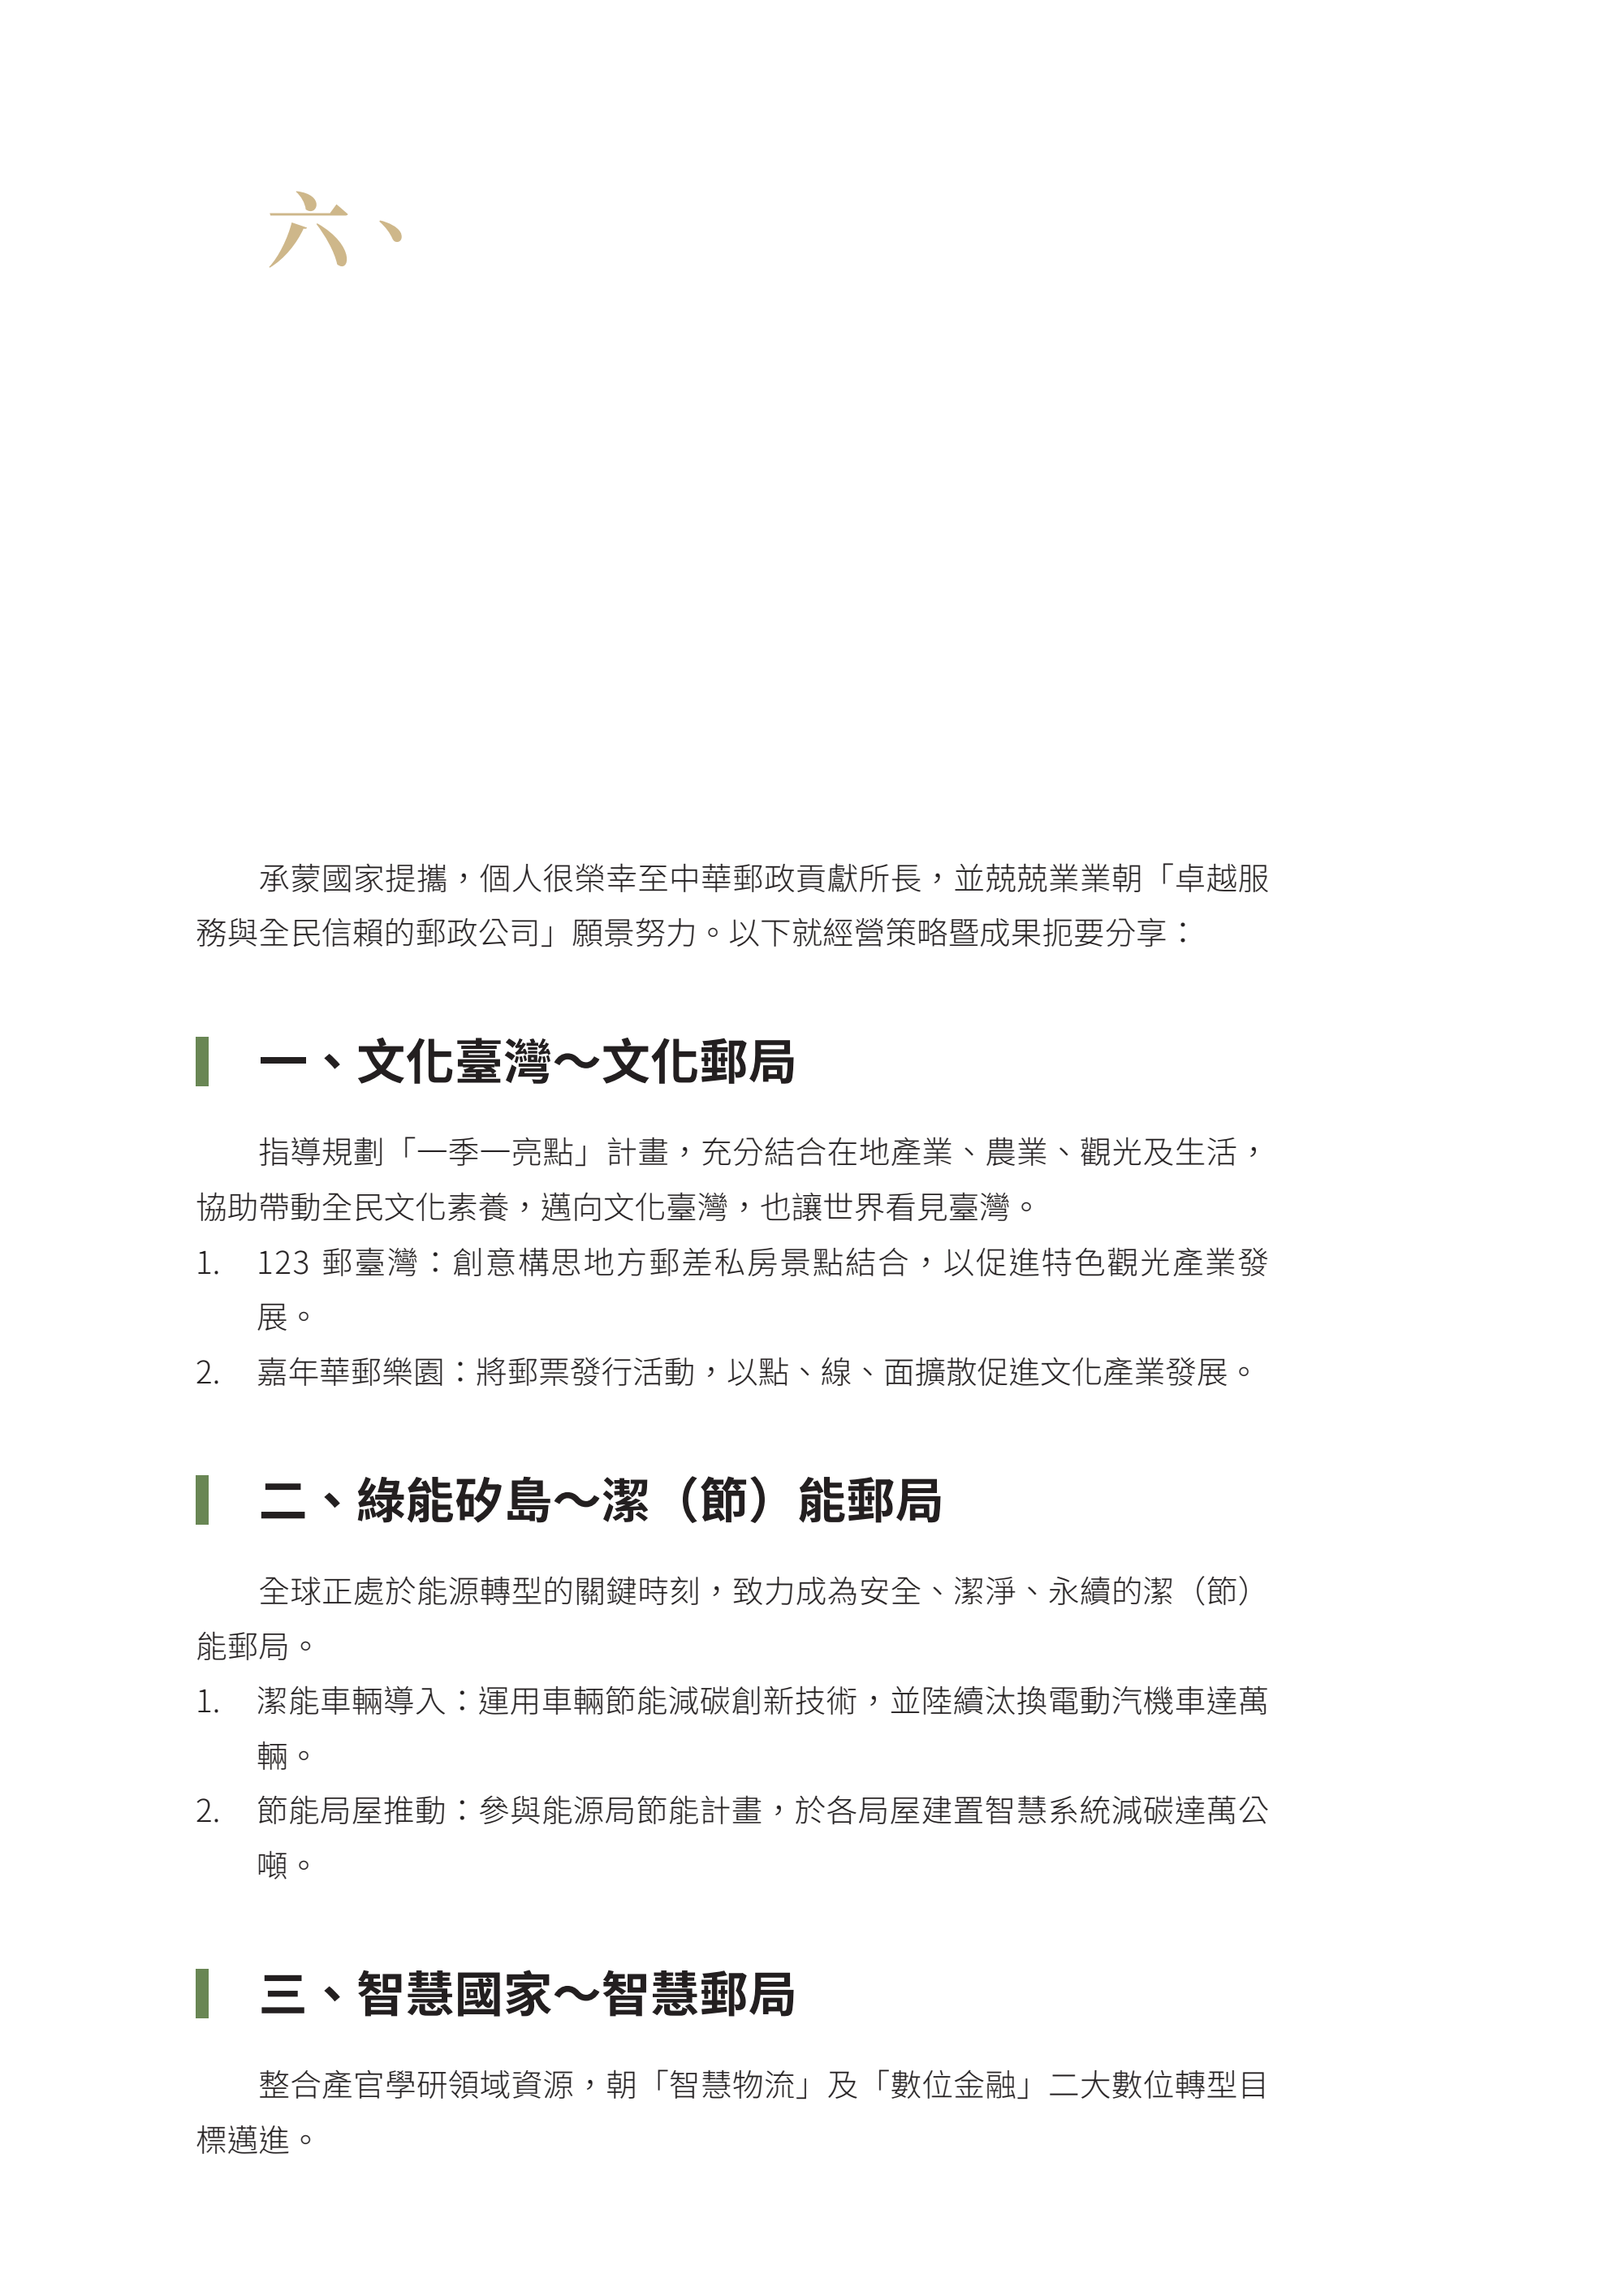 六、
承蒙國家提攜，個人很榮幸至中華郵政貢獻所長，並兢兢業業朝「卓越服
務與全民信賴的郵政公司」願景努力。以下就經營策略暨成果扼要分享：
一、文化臺灣～文化郵局
指導規劃「一季一亮點」計畫，充分結合在地產業、農業、觀光及生活，
協助帶動全民文化素養，邁向文化臺灣，也讓世界看見臺灣。
1. 123 郵臺灣：創意構思地方郵差私房景點結合，以促進特色觀光產業發
展。
2. 嘉年華郵樂園：將郵票發行活動，以點、線、面擴散促進文化產業發展。
二、綠能矽島～潔（節）能郵局
全球正處於能源轉型的關鍵時刻，致力成為安全、潔淨、永續的潔（節）
能郵局。
1. 潔能車輛導入：運用車輛節能減碳創新技術，並陸續汰換電動汽機車達萬
輛。
2. 節能局屋推動：參與能源局節能計畫，於各局屋建置智慧系統減碳達萬公
噸。
三、智慧國家～智慧郵局
整合產官學研領域資源，朝「智慧物流」及「數位金融」二大數位轉型目
標邁進。